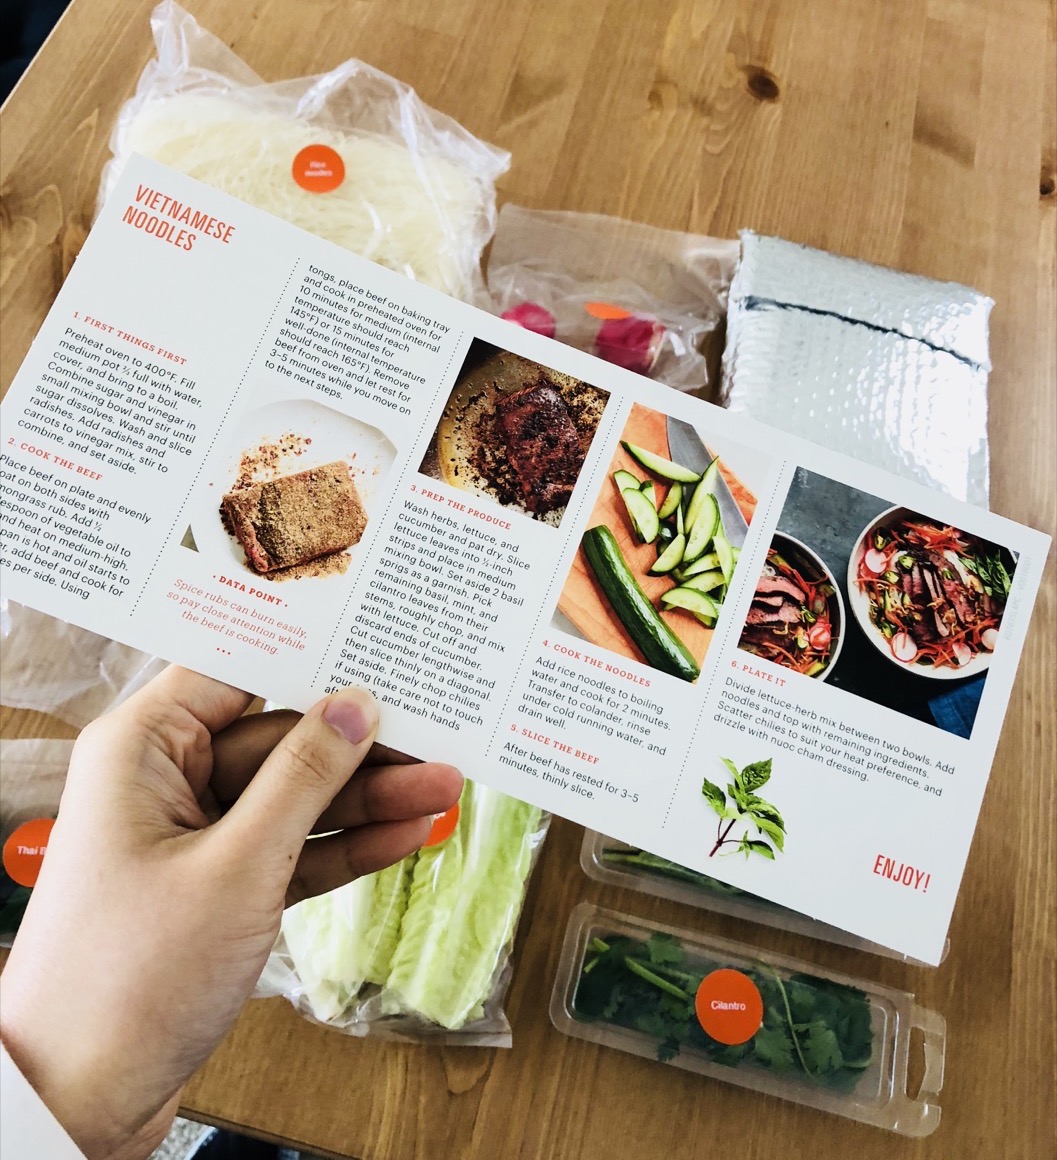 Rice
noodles
VIETNAMESE
NOODLES
1. FIRST THINGS FIRST
Preheat oven to 400°F. Fill
medium pot ⅔ full with water,
cover, and bring to a boil.
Combine sugar and vinegar in
small mixing bowl and stir until
sugar dissolves. Wash and slice
radishes. Add radishes and
carrots to vinegar mix, stir to
combine, and set aside.
2. COOK THE BEEF
Place beef on plate and evenly
coat on both sides with
rub. Add ½
of vegetable oil to
and heat on medium-high.
pan is hot and oil starts to
add beef and cook for
per side. Using
tongs, place beef on baking tray
and cook in preheated oven for
10 minutes for medium (internal
temperature should reach
145°F) or 15 minutes for
well-done (internal temperature
should reach 165°F). Remove
beef from oven and let rest for
3–5 minutes while you move on
to the next steps.
• DATA POINT •
Spice rubs can burn easily,
so pay close attention while
the beef is cooking.
•••
3. PREP THE PRODUCE
Wash herbs, lettuce, and
cucumber and pat dry. Slice
lettuce leaves into ½-inch
strips and place in medium
mixing bowl. Set aside 2 basil
sprigs as a garnish. Pick
remaining basil, mint, and
cilantro leaves from their
stems, roughly chop, and mix
with lettuce. Cut off and
discard ends of cucumber.
Cut cucumber lengthwise and
then slice thinly on a diagonal.
Set aside. Finely chop chilies
if using (take care not to touch
your
and wash hands
4. COOK THE NOODLES
Add rice noodles to boiling
water and cook for 2 minutes.
Transfer to colander, rinse
under cold running water, and
drain well.
5. SLICE THE BEEF
After beef has rested for 3–5
minutes, thinly slice.
6. PLATE IT
Divide lettuce-herb mix between two bowls. Add
noodles and top with remaining ingredients.
Scatter chilies to suit your heat preference, and
drizzle with nuoc cham dressing.
ENJOY!
Thai
Cilantro